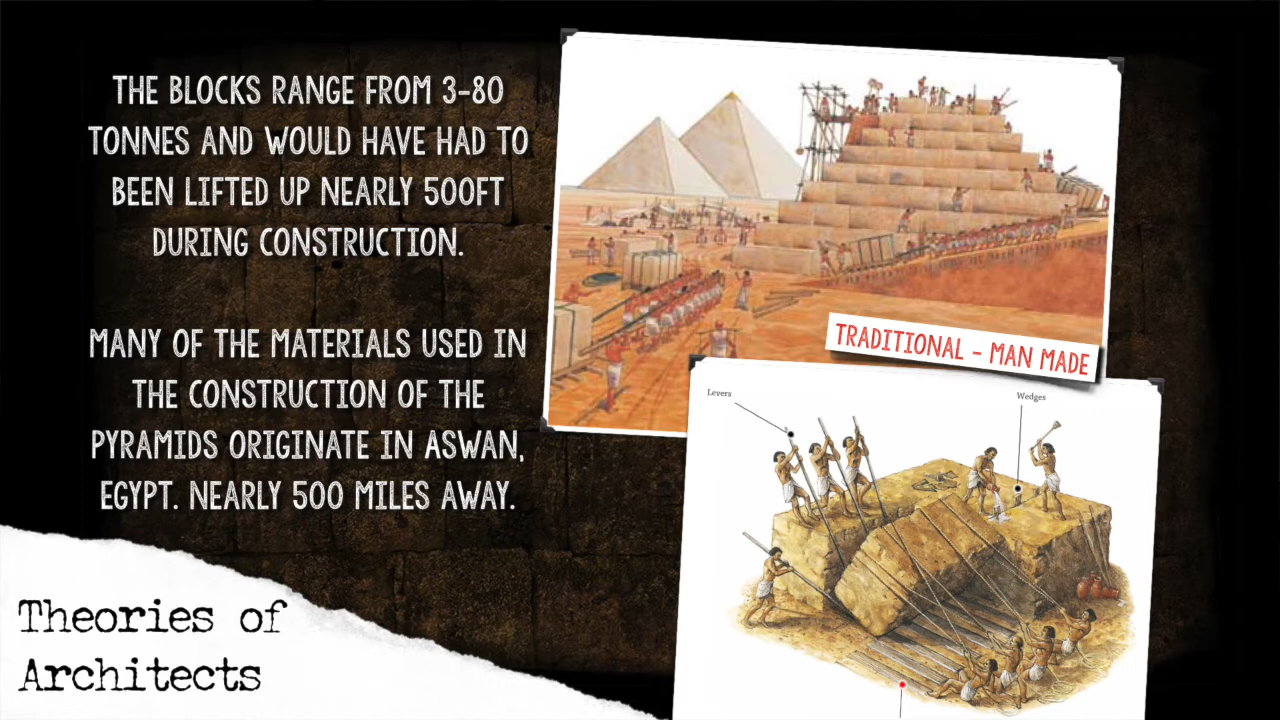 THE BLOCKS RANGE FROM 3-80
TONNES AND WOULD HAVE HAD TO
BEEN LIFTED UP NEARLY 500FT
DURING CONSTRUCTION.
MANY OF THE MATERIALS USED IN
THE CONSTRUCTION OF THE
PYRAMIDS ORIGINATE IN ASWAN,
EGYPT. NEARLY 500 MILES AWAY.
TRADITIONAL - MAN MADE
Levers
Wedges
Theories of
Architects